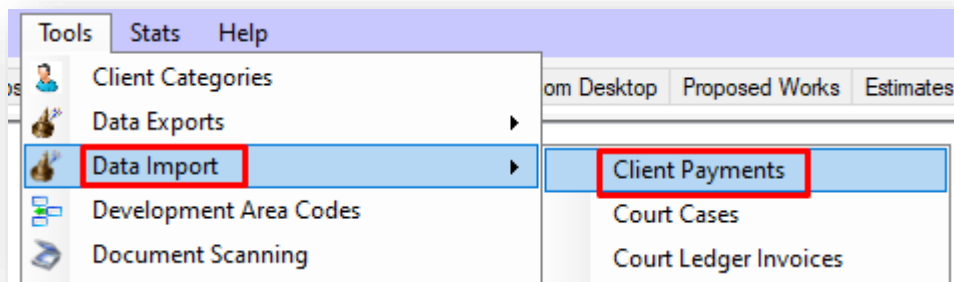 Tools Stats Help
Client Categories
om Desktop Proposed Works Estimates
Data Exports
Data Import
Client Payments
Development Area Codes
Court Cases
Document Scanning
Court Ledger Invoices